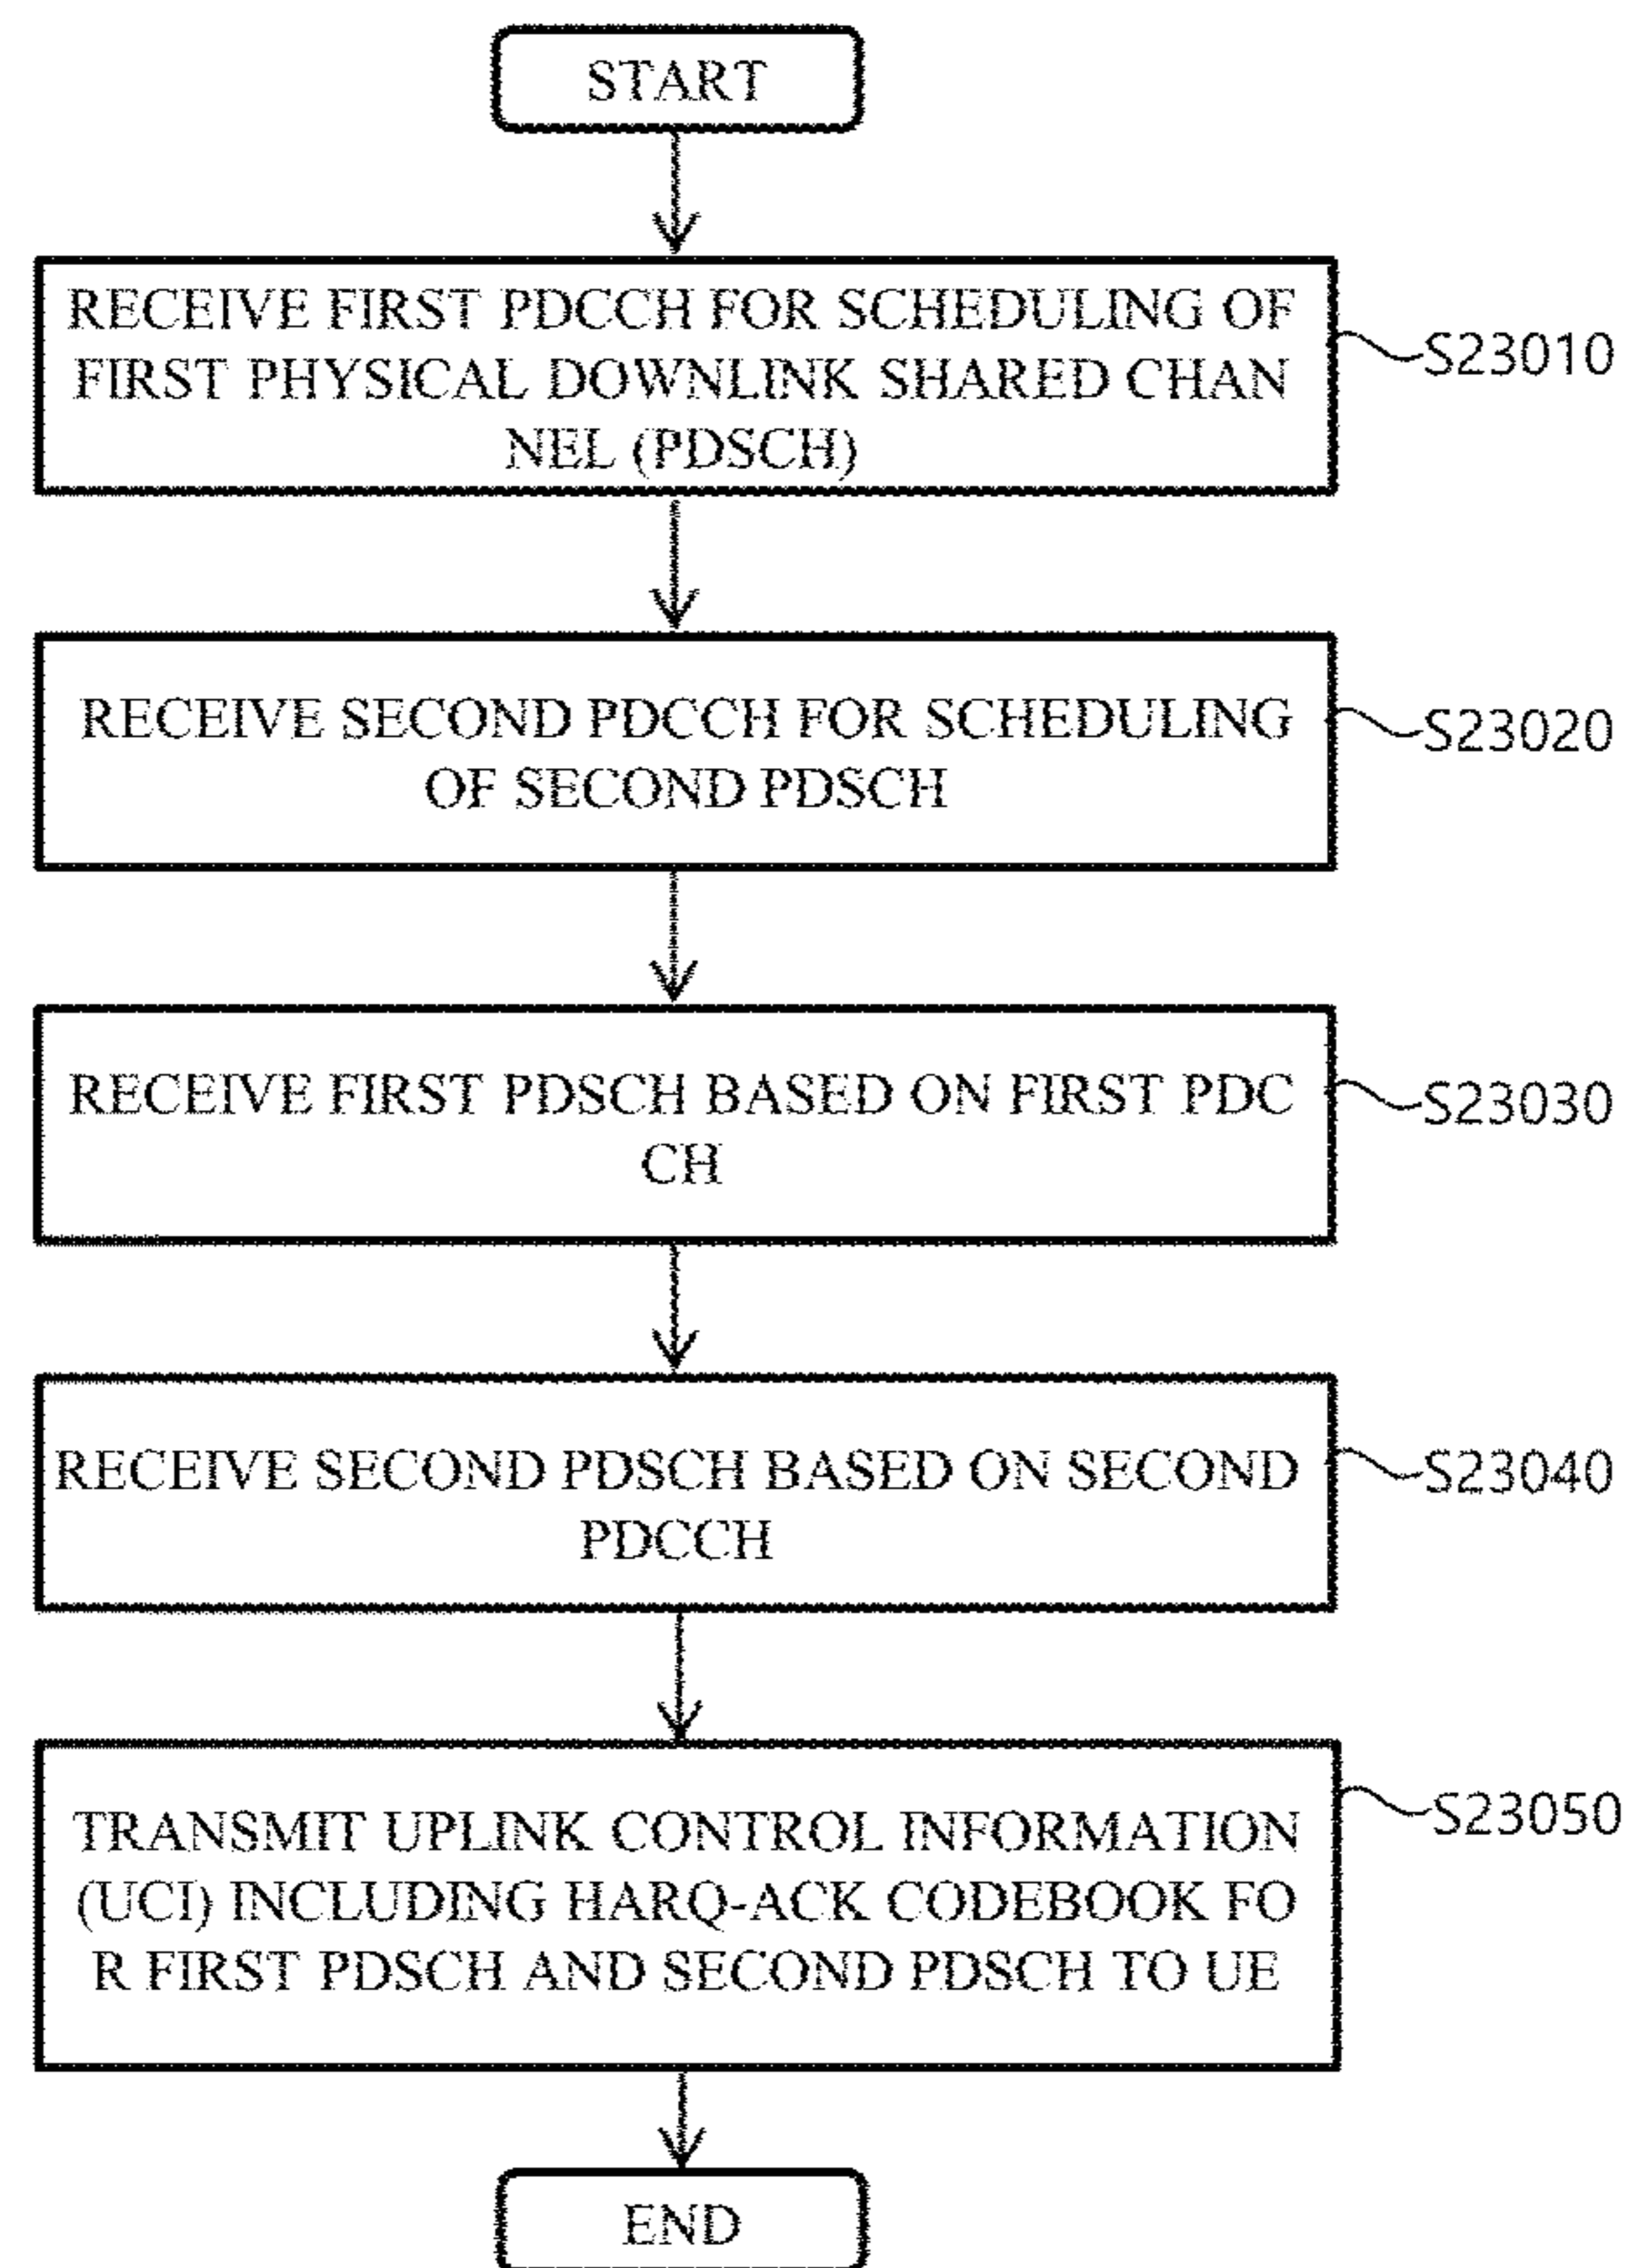 START
RECEIVE FIRST PDCCH FOR SCHEDULING OF
FIRST PHYSICAL DOWNLINK SHARED CHAN
NEL (PDSCH)
S23010
RECEIVE SECOND PDCCH FOR SCHEDULING
OF SECOND PDSCH
S23020
RECEIVE FIRST PDSCH BASED ON FIRST PDC
CH
S23030
RECEIVE SECOND PDSCH BASED ON SECOND
PDCCH
S23040
TRANSMIT UPLINK CONTROL INFORMATION
(UCI) INCLUDING HARQ-ACK CODEBOOK FO
R FIRST PDSCH AND SECOND PDSCH TO UE
S23050
END